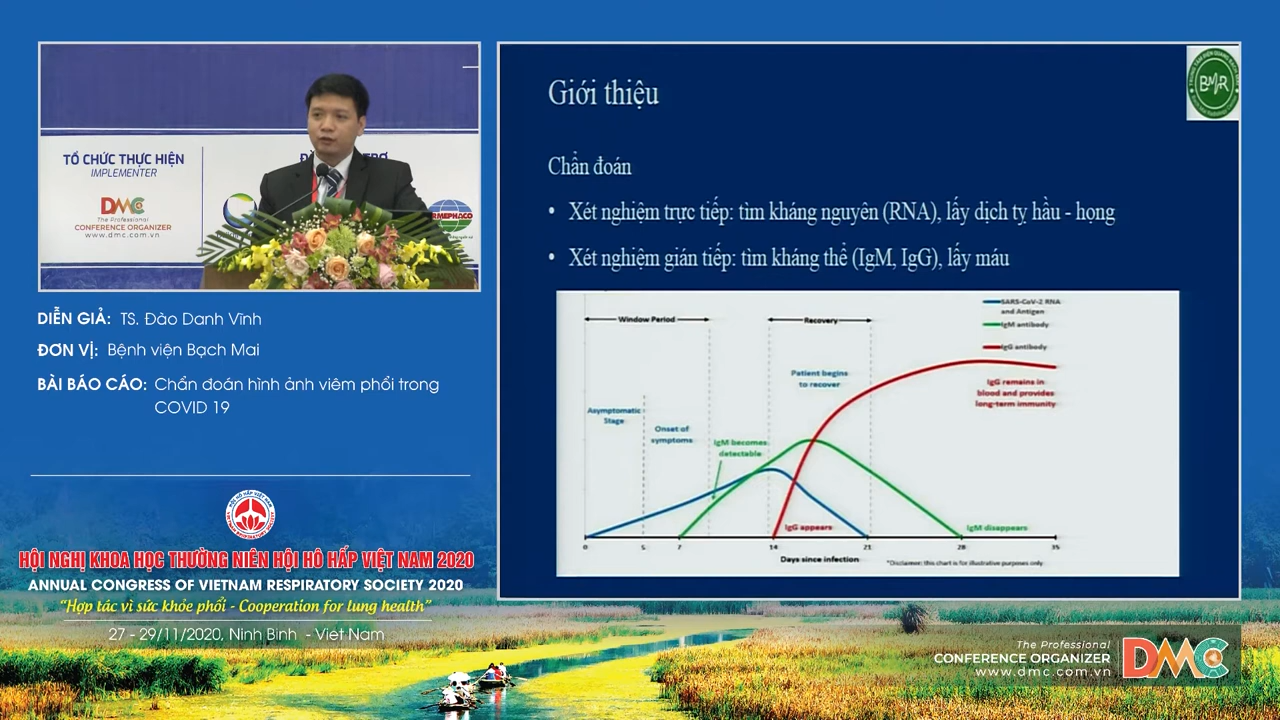 TỔ CHỨC THỰC HIỆN
IMPLEMENTER
DMC
The Professional
CONFERENCE ORGANIZER
www.dmc.com.vn
DIỄN GIẢ: TS. Đào Danh Vĩnh
ĐƠN VỊ: Bệnh viện Bạch Mai
BÀI BÁO CÁO: Chẩn đoán hình ảnh viêm phổi trong
COVID 19
HỘI NGHỊ KHOA HỌC THƯỜNG NIÊN HỘI HÔ HẤP VIỆT NAM 2020
ANNUAL CONGRESS OF VIETNAM RESPIRATORY SOCIETY 2020
“Hợp tác vì sức khỏe phổi - Cooperation for lung health”
27 - 29/11/2020, Ninh Bình - Viet Nam
Giới thiệu
BMR
Chẩn đoán
• Xét nghiệm trực tiếp: tìm kháng nguyên (RNA), lấy dịch tỵ hầu - họng
• Xét nghiệm gián tiếp: tìm kháng thể (IgM, IgG), lấy máu
SARS-CoV-2 RNA
and Antigen
IgM antibody
IgG antibody
Window Period
Recovery
Patient begins
to recover
IgG remains in
blood and provides
long-term immunity
Asymptomatic
Stage
Onset of
symptoms
IgM becomes
detectable
IgG appears
IgM disappears
0 5 7 14 21 28 35
Days since infection
*Disclaimer: this chart is for illustrative purposes only
The Professional
CONFERENCE ORGANIZER
www.dmc.com.vn
DMC